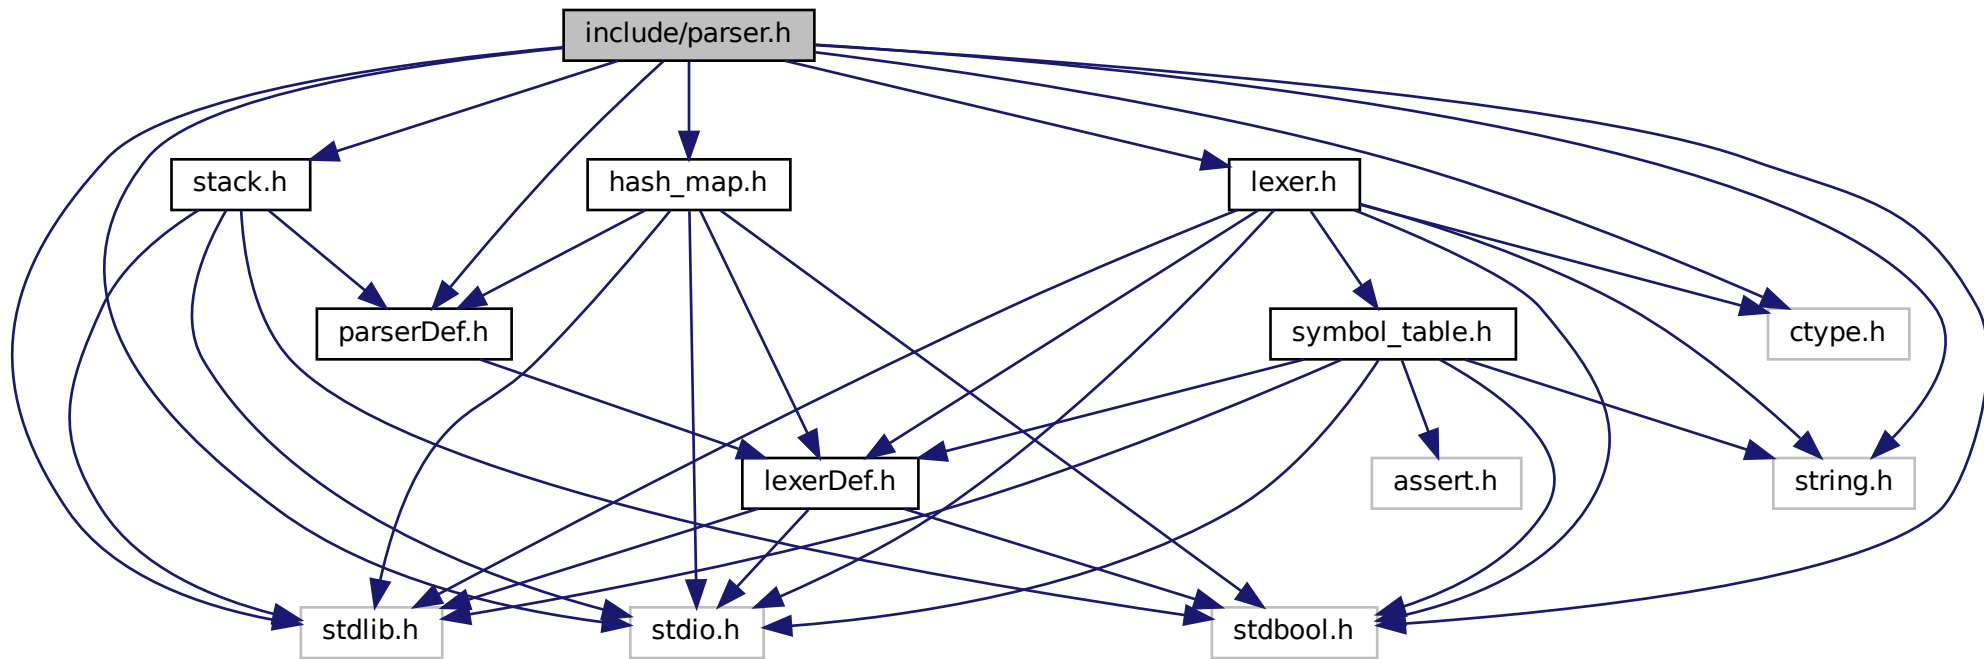 include/parser.h
stack.h
hash_map.h
lexer.h
parserDef.h
symbol_table.h
ctype.h
lexerDef.h
assert.h
string.h
stdlib.h
stdio.h
stdbool.h